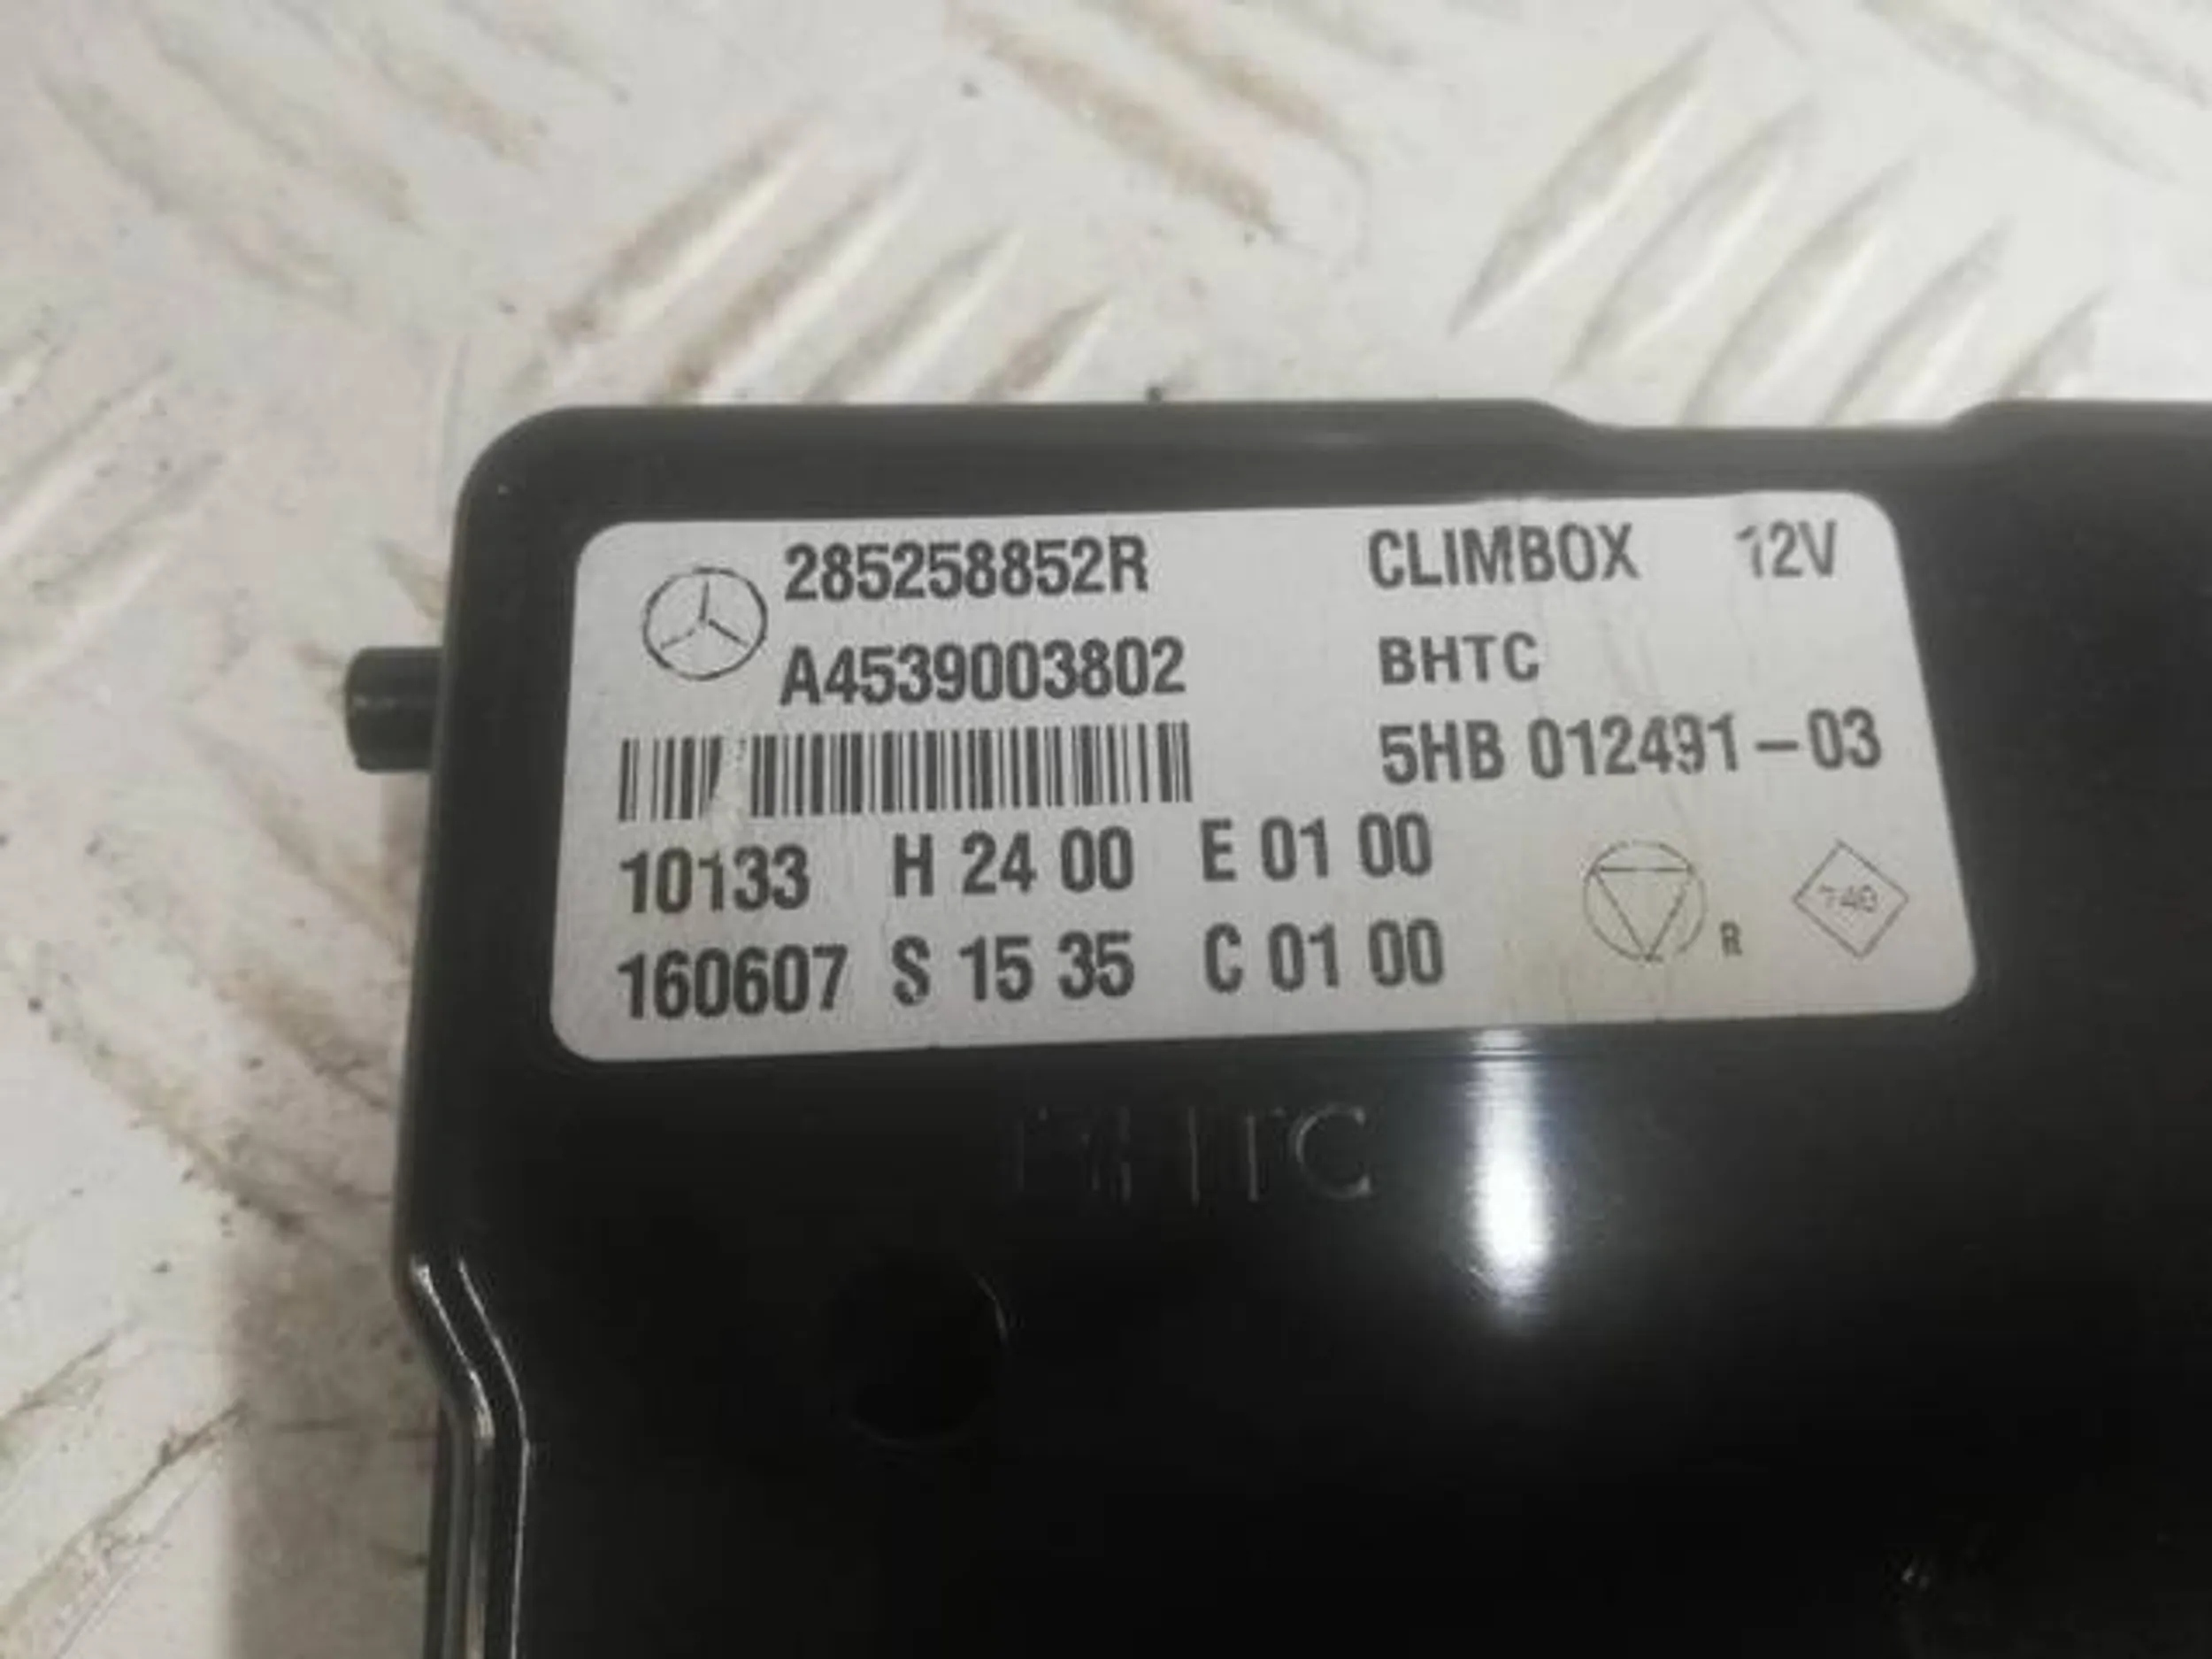 285258852R CLIMBOX 12V
A4539003802 BHTC
5HB 012491-03
10133 H 24 00 E 01 00
160607 S 15 35 C 01 00
R
BHTC